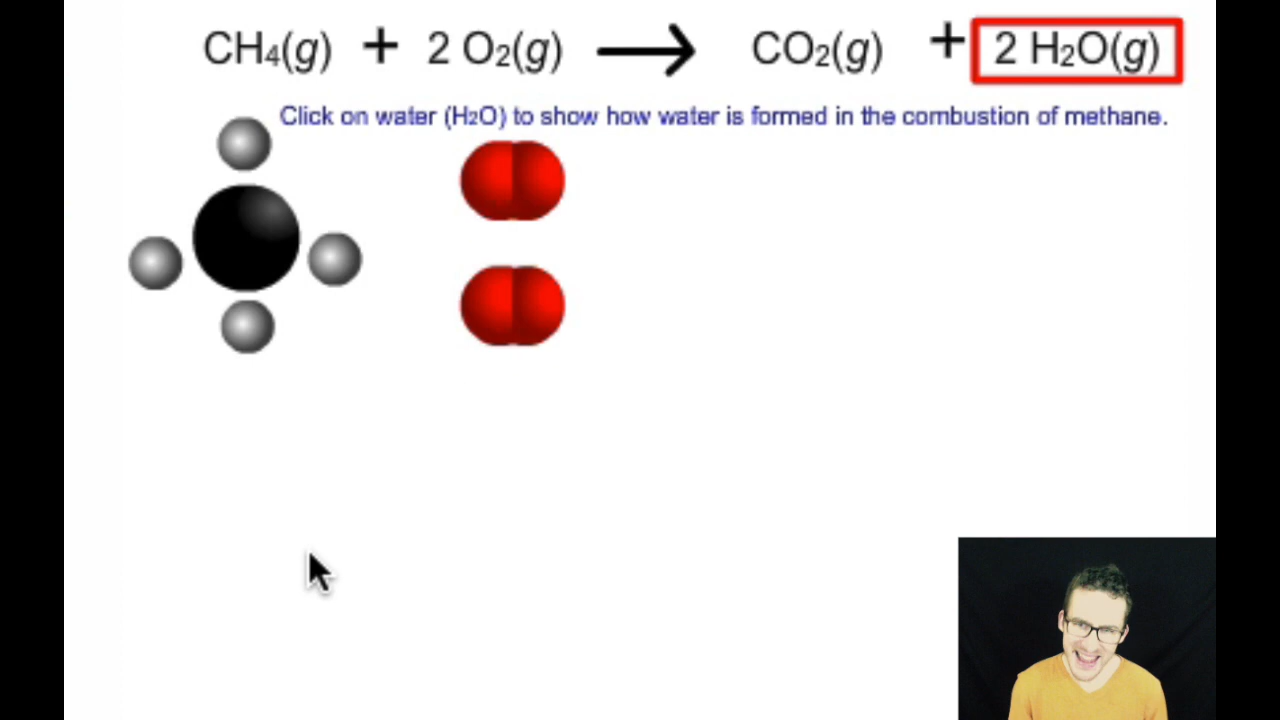 CH₄(g) + 2 O₂(g) → CO₂(g) + 2 H₂O(g)
Click on water (H₂O) to show how water is formed in the combustion of methane.